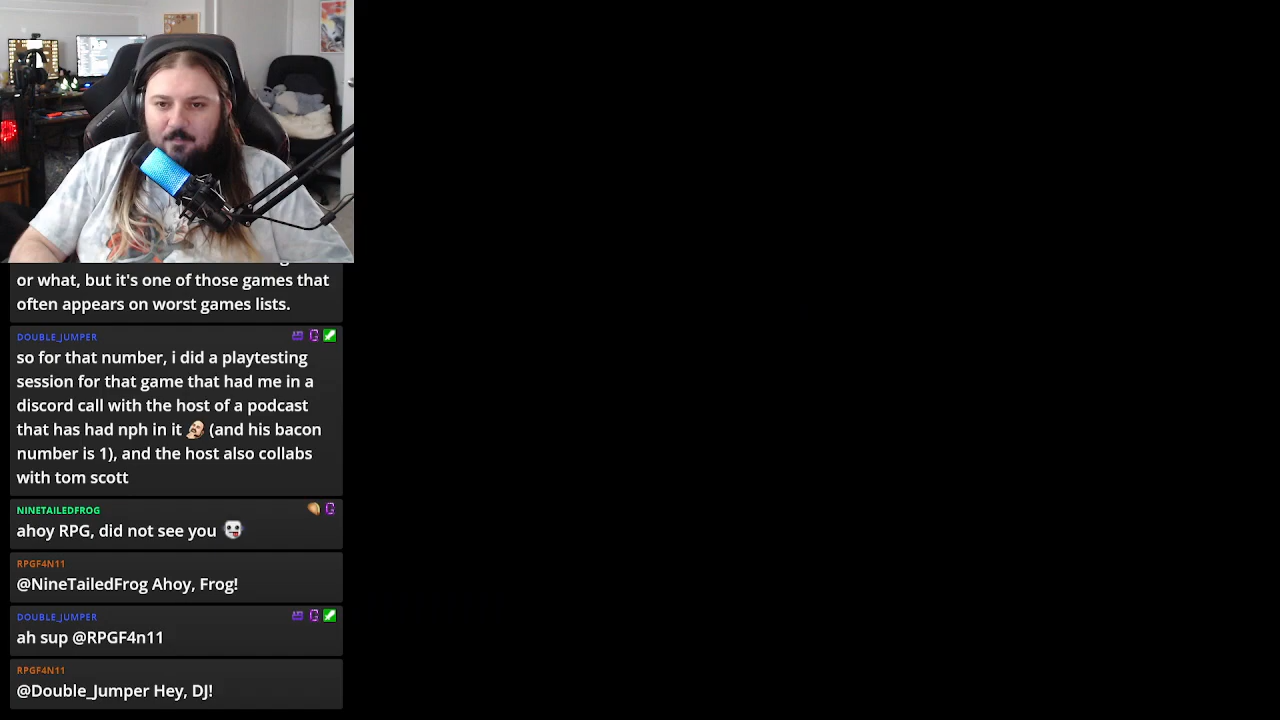 or what, but it's one of those games that
often appears on worst games lists.
DOUBLE_JUMPER
so for that number, i did a playtesting
session for that game that had me in a
discord call with the host of a podcast
that has had nph in it (and his bacon
number is 1), and the host also collabs
with tom scott
NINETAILEDFROG
ahoy RPG, did not see you
RPGF4N11
@NineTailedFrog Ahoy, Frog!
DOUBLE_JUMPER
ah sup @RPGF4n11
RPGF4N11
@Double_Jumper Hey, DJ!